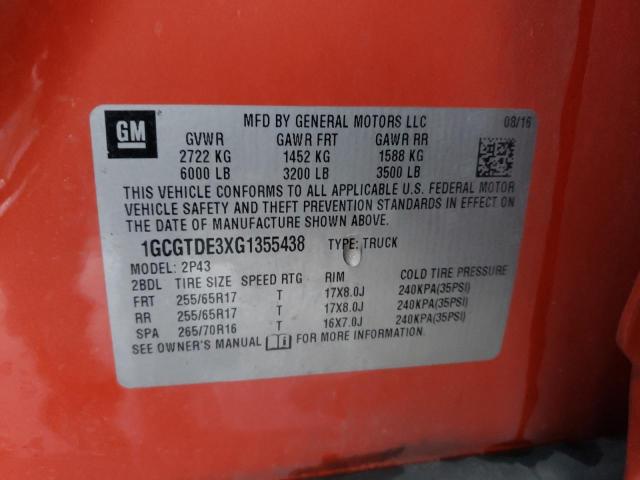 GM
MFD BY GENERAL MOTORS LLC 08/16
GVWR GAWR FRT GAWR RR
2722 KG 1452 KG 1588 KG
6000 LB 3200 LB 3500 LB
THIS VEHICLE CONFORMS TO ALL APPLICABLE U.S. FEDERAL MOTOR
VEHICLE SAFETY AND THEFT PREVENTION STANDARDS IN EFFECT ON
THE DATE OF MANUFACTURE SHOWN ABOVE.
1GCGTDE3XG1355438 TYPE: TRUCK
MODEL: 2P43
2BDL TIRE SIZE SPEED RTG RIM COLD TIRE PRESSURE
FRT 255/65R17 T 17X8.0J 240KPA(35PSI)
RR 255/65R17 T 17X8.0J 240KPA(35PSI)
SPA 265/70R16 T 16X7.0J 240KPA(35PSI)
SEE OWNER'S MANUAL FOR MORE INFORMATION.